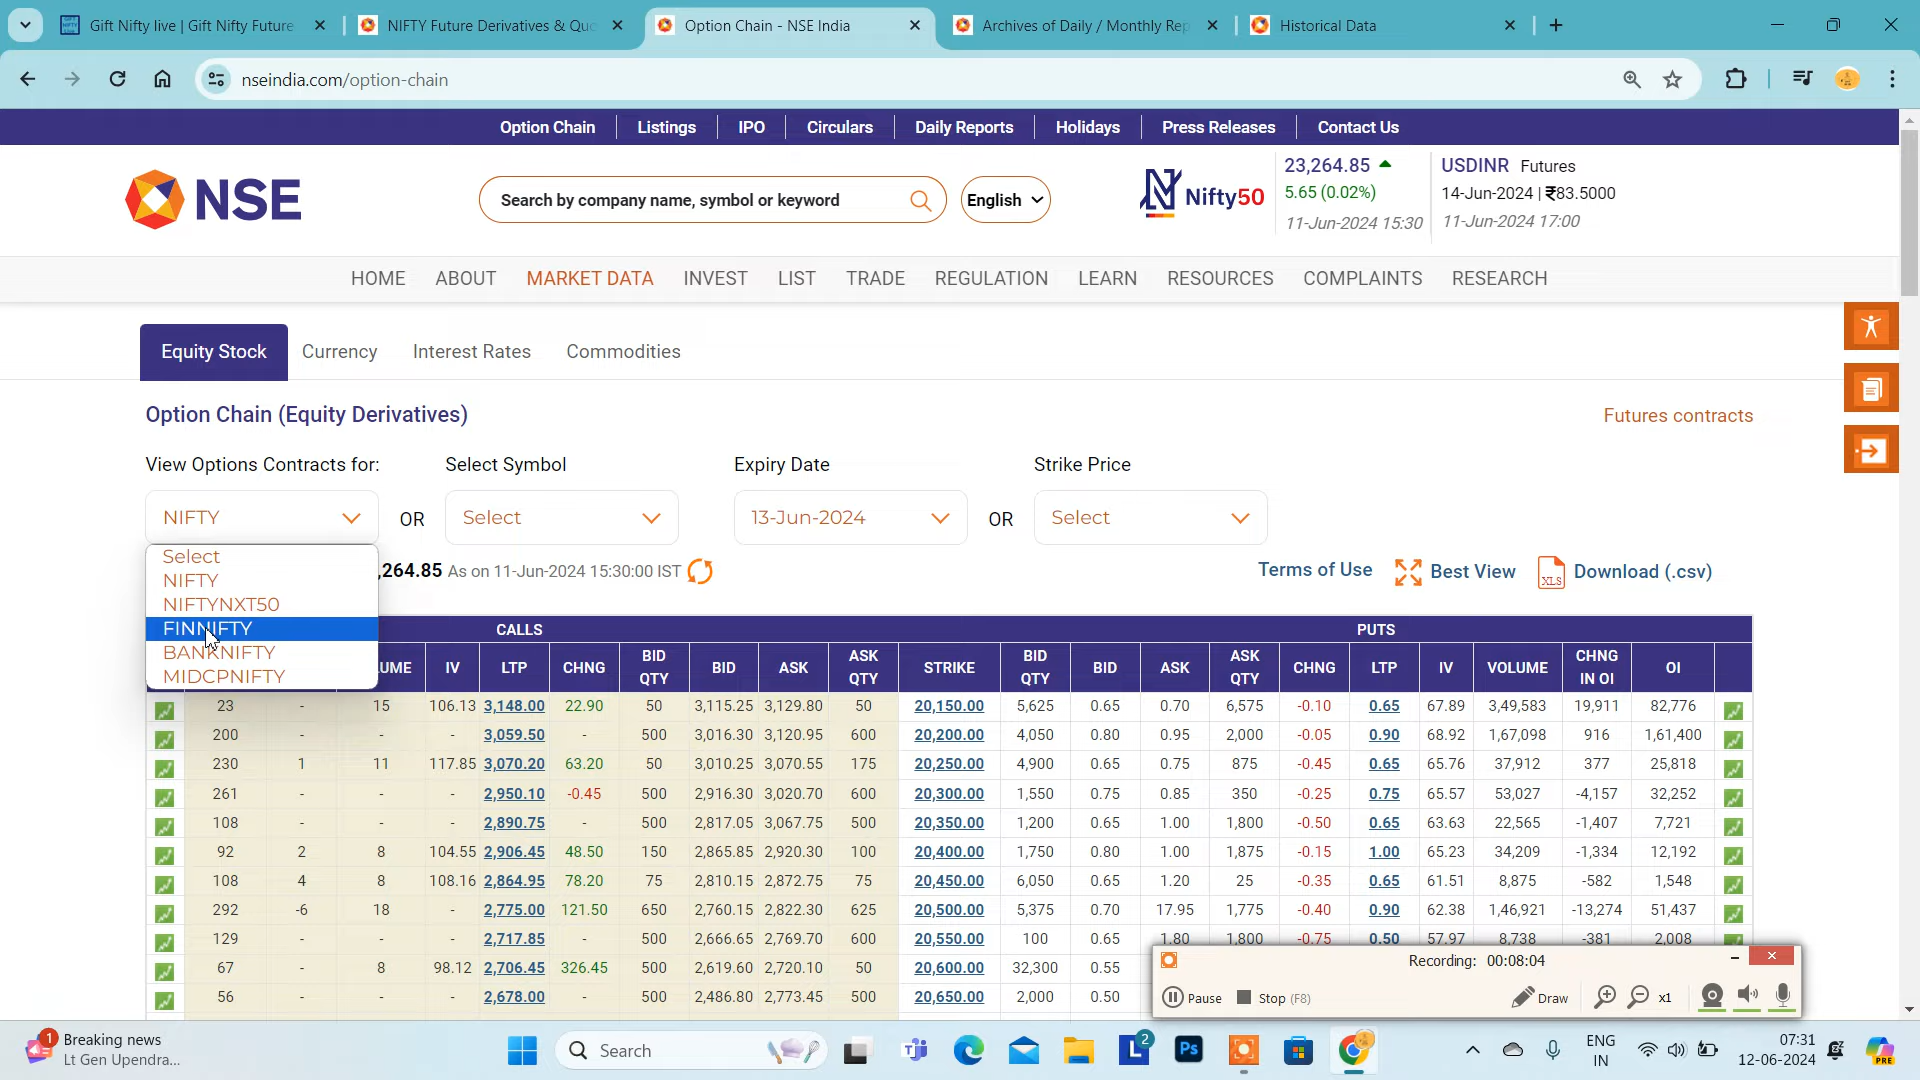 Gift Nifty live | Gift Nifty Future
NIFTY Future Derivatives & Quo
Option Chain - NSE India
Archives of Daily / Monthly Rep
Historical Data
nseindia.com/option-chain
Option Chain
Listings
IPO
Circulars
Daily Reports
Holidays
Press Releases
Contact Us
NSE
Search by company name, symbol or keyword
English
Nifty50
23,264.85
5.65 (0.02%)
11-Jun-2024 15:30
USDINR Futures
14-Jun-2024 | ₹83.5000
11-Jun-2024 17:00
HOME ABOUT MARKET DATA INVEST LIST TRADE REGULATION LEARN RESOURCES COMPLAINTS RESEARCH
Equity Stock Currency Interest Rates Commodities
Option Chain (Equity Derivatives)
Futures contracts
View Options Contracts for: Select Symbol Expiry Date Strike Price
NIFTY OR Select 13-Jun-2024 OR Select
Select
NIFTY
NIFTYNXT50
FINNIFTY
BANKNIFTY
MIDCPNIFTY
,264.85 As on 11-Jun-2024 15:30:00 IST
Terms of Use Best View XLS Download (.csv)
CALLS PUTS
UME IV LTP CHNG BID QTY BID ASK ASK QTY STRIKE BID QTY BID ASK ASK QTY CHNG LTP IV VOLUME CHNG IN OI OI
23 - 15 106.13 3,148.00 22.90 50 3,115.25 3,129.80 50 20,150.00 5,625 0.65 0.70 6,575 -0.10 0.65 67.89 3,49,583 19,911 82,776
200 - - - 3,059.50 - 500 3,016.30 3,120.95 600 20,200.00 4,050 0.80 0.95 2,000 -0.05 0.90 68.92 1,67,098 916 1,61,400
230 1 11 117.85 3,070.20 63.20 50 3,010.25 3,070.55 175 20,250.00 4,900 0.65 0.75 875 -0.45 0.65 65.76 37,912 377 25,818
261 - - - 2,950.10 -0.45 500 2,916.30 3,020.70 600 20,300.00 1,550 0.75 0.85 350 -0.25 0.75 65.57 53,027 -4,157 32,252
108 - - - 2,890.75 - 500 2,817.05 3,067.75 500 20,350.00 1,200 0.65 1.00 1,800 -0.50 0.65 63.63 22,565 -1,407 7,721
92 2 8 104.55 2,906.45 48.50 150 2,865.85 2,920.30 100 20,400.00 1,750 0.80 1.00 1,875 -0.15 1.00 65.23 34,209 -1,334 12,192
108 4 8 108.16 2,864.95 78.20 75 2,810.15 2,872.75 75 20,450.00 6,050 0.65 1.20 25 -0.35 0.65 61.51 8,875 -582 1,548
292 -6 18 - 2,775.00 121.50 650 2,760.15 2,822.30 625 20,500.00 5,375 0.70 17.95 1,775 -0.40 0.90 62.38 1,46,921 -13,274 51,437
129 - - - 2,717.85 - 500 2,666.65 2,769.70 600 20,550.00 100 0.65 1.80 1,800 -0.75 0.50 57.97 8,738 -381 2,008
67 - 8 98.12 2,706.45 326.45 500 2,619.60 2,720.10 50 20,600.00 32,300 0.55
56 - - - 2,678.00 - 500 2,486.80 2,773.45 500 20,650.00 2,000 0.50
Recording: 00:08:04
Pause Stop (F8) Draw x1
1 Breaking news
Lt Gen Upendra...
Search
2
Ps
ENG
IN
07:31
12-06-2024
PRE